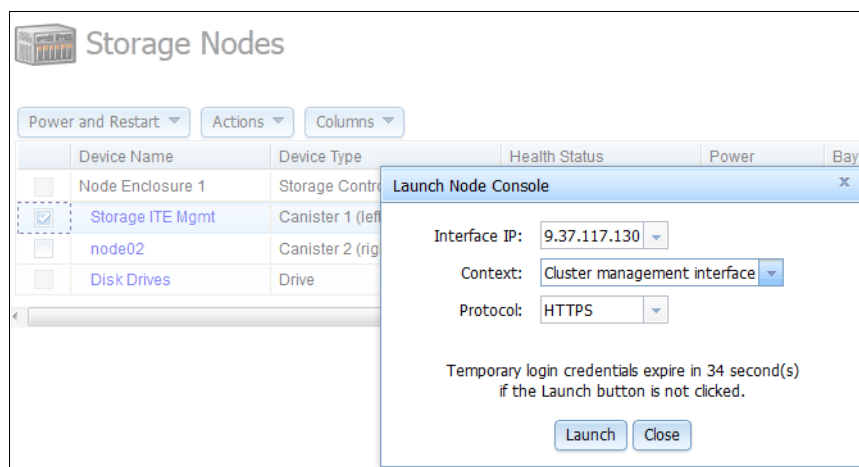 Storage Nodes
Power and Restart Actions Columns
Device Name Device Type Health Status Power Bay
Node Enclosure 1 Storage Contro
Storage ITE Mgmt Canister 1 (left
node02 Canister 2 (rig
Disk Drives Drive
Launch Node Console x
Interface IP: 9.37.117.130
Context: Cluster management interface
Protocol: HTTPS
Temporary login credentials expire in 34 second(s)
if the Launch button is not clicked.
Launch Close